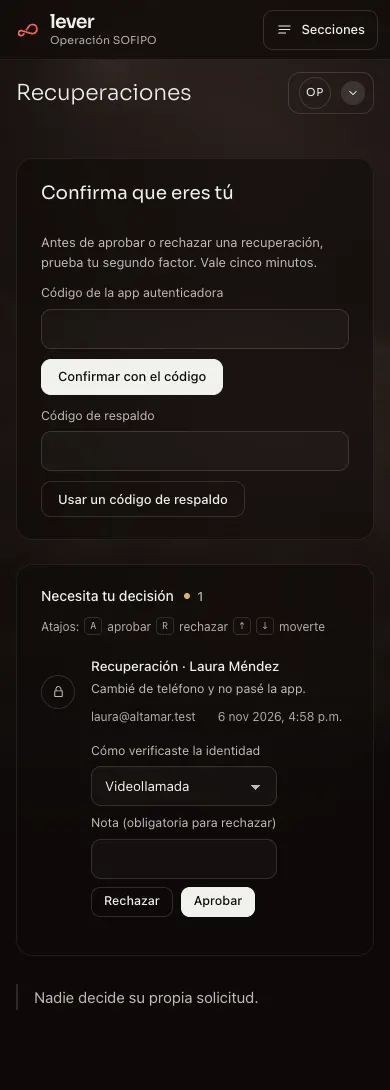 lever
Operación SOFIPO
Secciones
Recuperaciones
OP
Confirma que eres tú
Antes de aprobar o rechazar una recuperación,
prueba tu segundo factor. Vale cinco minutos.
Código de la app autenticadora
Confirmar con el código
Código de respaldo
Usar un código de respaldo
Necesita tu decisión 1
Atajos: A aprobar R rechazar ↑ ↓ moverte
Recuperación · Laura Méndez
Cambié de teléfono y no pasé la app.
laura@altamar.test 6 nov 2026, 4:58 p.m.
Cómo verificaste la identidad
Videollamada
Nota (obligatoria para rechazar)
Rechazar Aprobar
Nadie decide su propia solicitud.